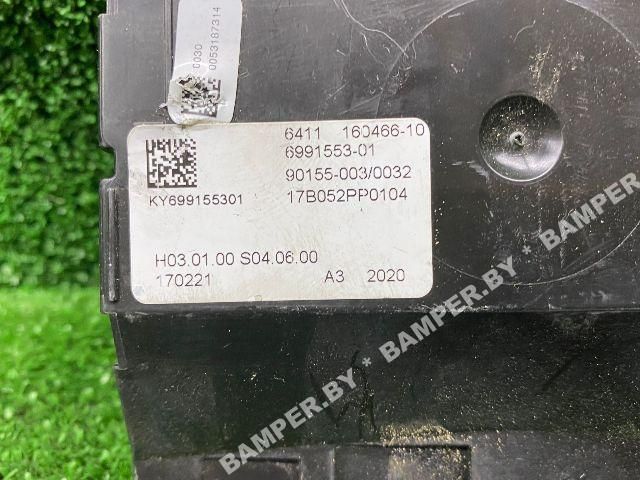 0030
0053187314
6411 160466-10
6991553-01
90155-003/0032
KY699155301
17B052PP0104
H03.01.00 S04.06.00
170221
A3 2020
BAMPER.BY * BAMPER.BY * BAMPER.BY